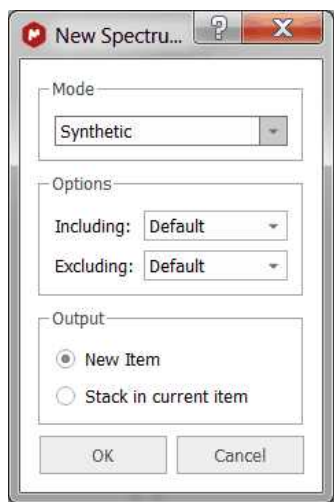 New Spectru...
Mode
Synthetic
Options
Including: Default
Excluding: Default
Output
New Item
Stack in current item
OK Cancel